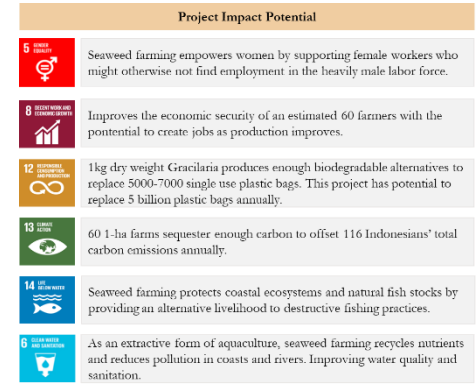 Project Impact Potential
5 GENDER
EQUALITY
Seaweed farming empowers women by supporting female workers who
might otherwise not find employment in the heavily male labor force.
8 DECENT WORK AND
ECONOMIC GROWTH
Improves the economic security of an estimated 60 farmers with the
pontential to create jobs as production improves.
12 RESPONSIBLE
CONSUMPTION
AND PRODUCTION
1kg dry weight Gracilaria produces enough biodegradable alternatives to
replace 5000-7000 single use plastic bags. This project has potential to
replace 5 billion plastic bags annually.
13 CLIMATE
ACTION
60 1-ha farms sequester enough carbon to offset 116 Indonesians' total
carbon emissions annually.
14 LIFE
BELOW WATER
Seaweed farming protects coastal ecosystems and natural fish stocks by
providing an alternative livelihood to destructive fishing practices.
6 CLEAN WATER
AND SANITATION
As an extractive form of aquaculture, seaweed farming recycles nutrients
and reduces pollution in coasts and rivers. Improving water quality and
sanitation.